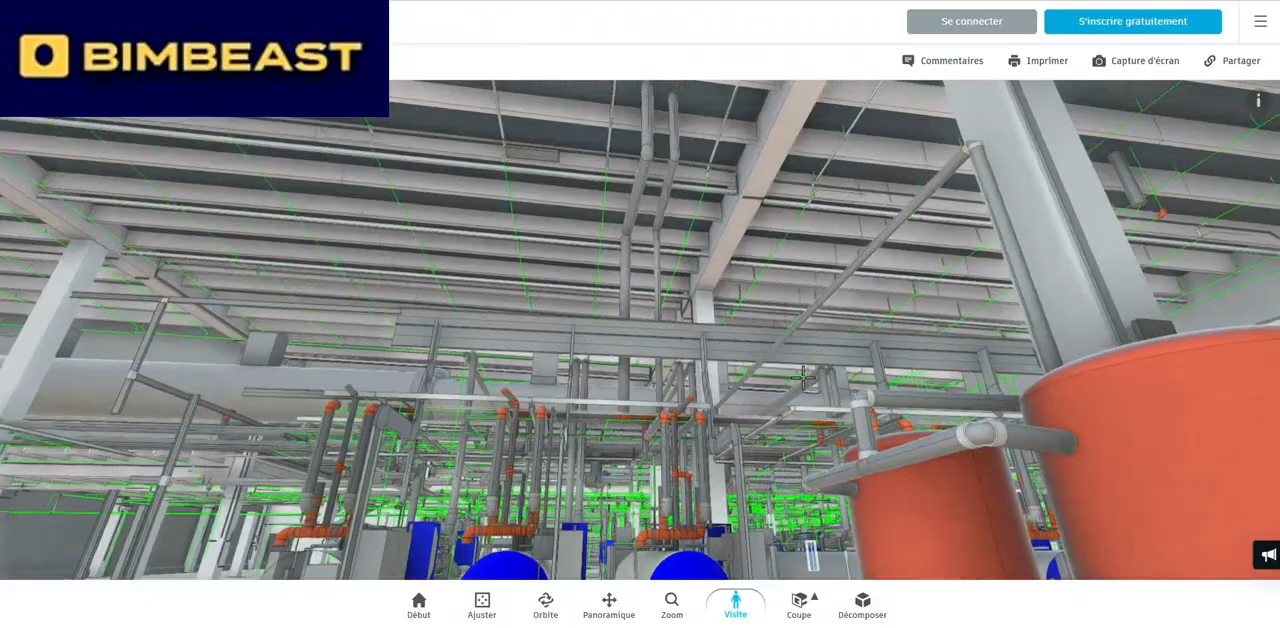 BIMBEAST
Se connecter
S'inscrire gratuitement
Commentaires
Imprimer
Capture d'écran
Partager
Début
Ajuster
Orbite
Panoramique
Zoom
Visite
Coupe
Décomposer